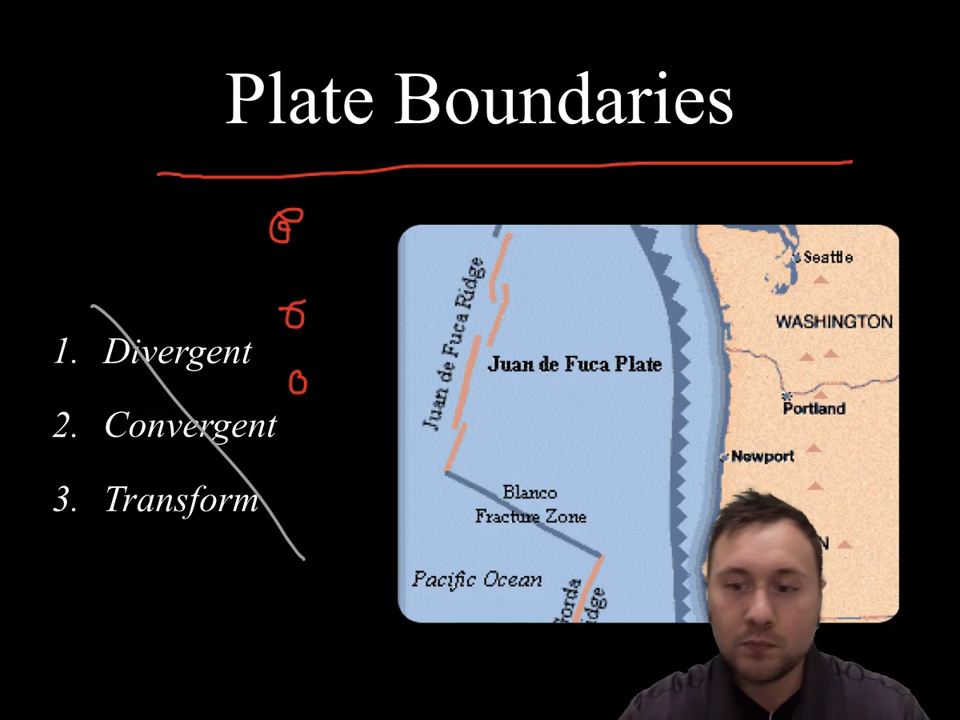 Plate Boundaries
1. Divergent
2. Convergent
3. Transform
Juan de Fuca Ridge
Seattle
WASHINGTON
Juan de Fuca Plate
Portland
Newport
Blanco
Fracture Zone
Pacific Ocean